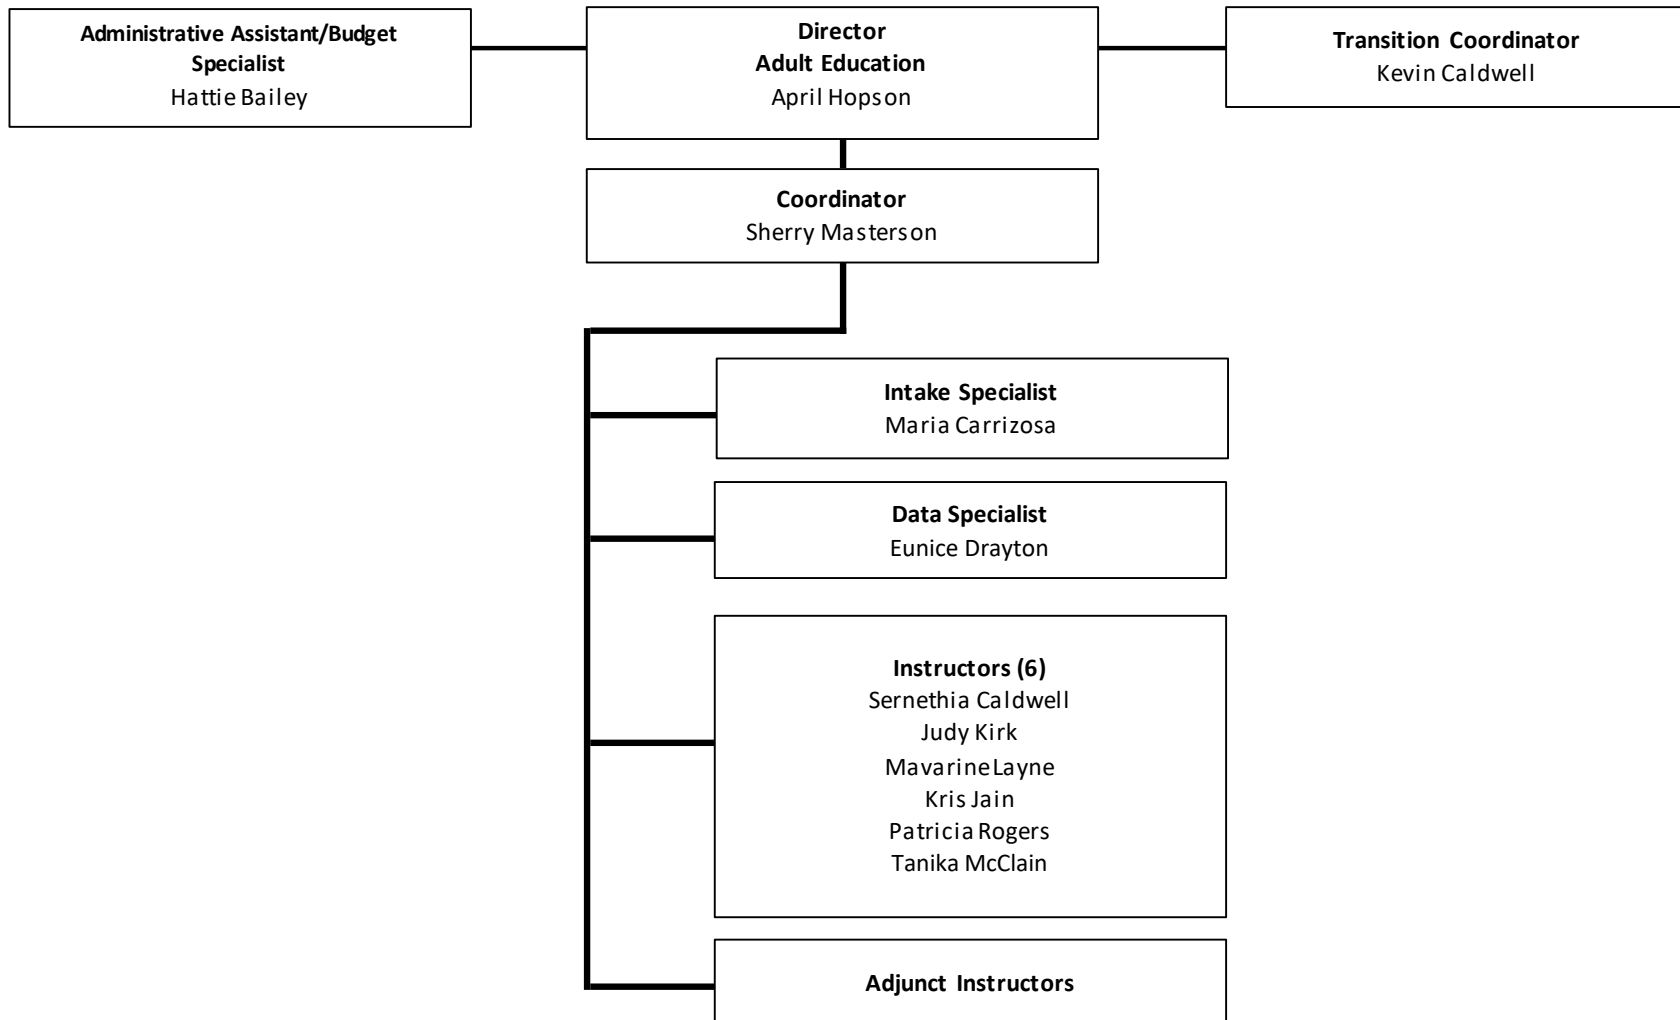 Administrative Assistant/Budget
Specialist
Hattie Bailey
Director
Adult Education
April Hopson
Transition Coordinator
Kevin Caldwell
Coordinator
Sherry Masterson
Intake Specialist
Maria Carrizosa
Data Specialist
Eunice Drayton
Instructors (6)
Sernethia Caldwell
Judy Kirk
Mavarine Layne
Kris Jain
Patricia Rogers
Tanika McClain
Adjunct Instructors